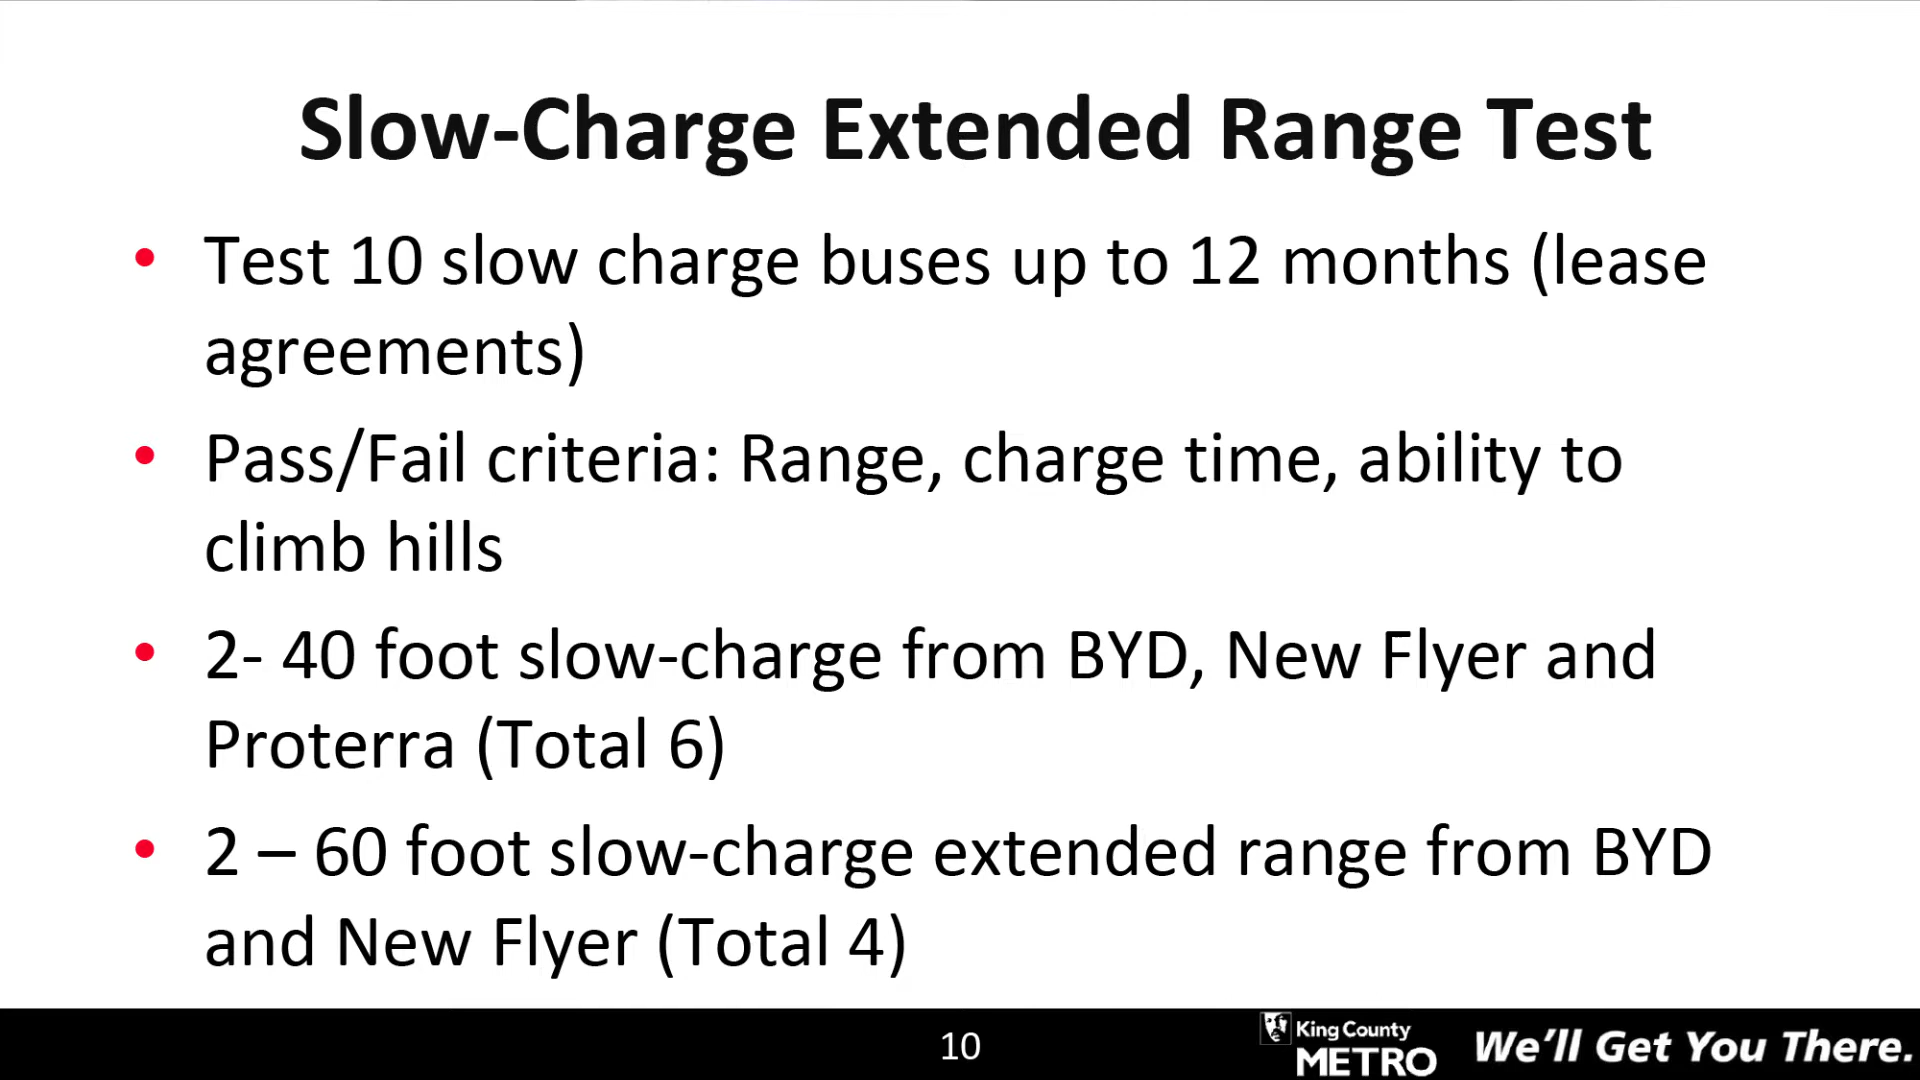 Slow-Charge Extended Range Test
• Test 10 slow charge buses up to 12 months (lease
agreements)
• Pass/Fail criteria: Range, charge time, ability to
climb hills
• 2- 40 foot slow-charge from BYD, New Flyer and
Proterra (Total 6)
• 2 – 60 foot slow-charge extended range from BYD
and New Flyer (Total 4)
10
King County
METRO
We'll Get You There.